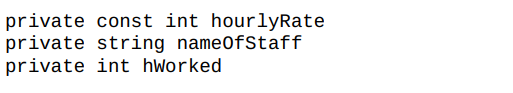 private const int hourlyRate
private string nameOfStaff
private int hWorked